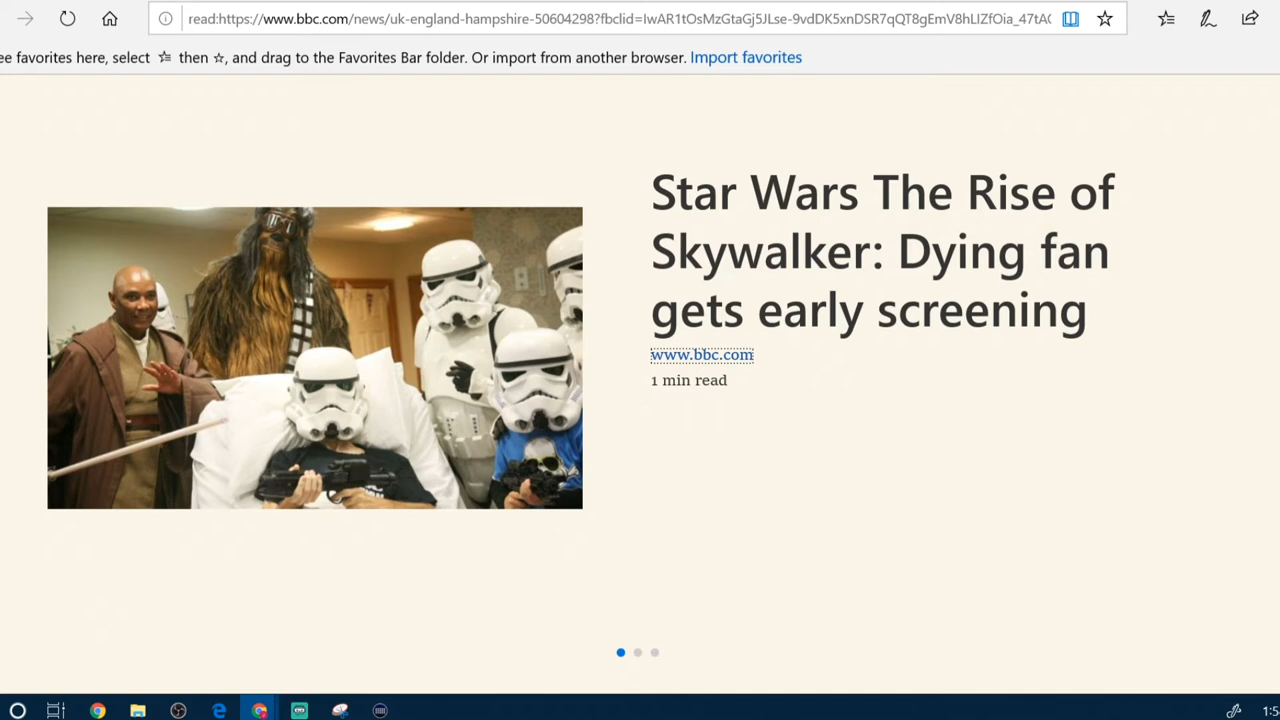 read:https://www.bbc.com/news/uk-england-hampshire-50604298?fbclid=IwAR1tOsMzGtaGj5JLse-9vdDK5xnDSR7qQT8gEmV8hLIZfOia_47tA
ee favorites here, select then , and drag to the Favorites Bar folder. Or import from another browser. Import favorites
Star Wars The Rise of
Skywalker: Dying fan
gets early screening
www.bbc.com
1 min read
1:5